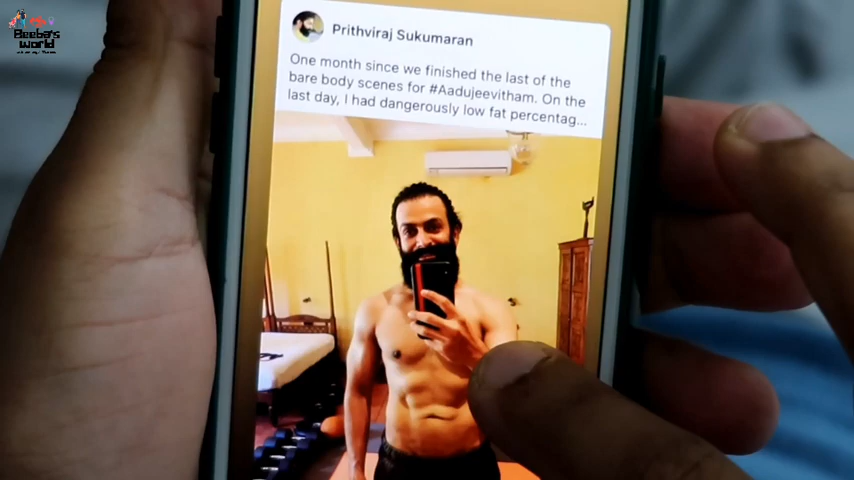 Beeba's
world
Prithviraj Sukumaran
One month since we finished the last of the
bare body scenes for #Aadujeevitham. On the
last day, I had dangerously low fat percentag...